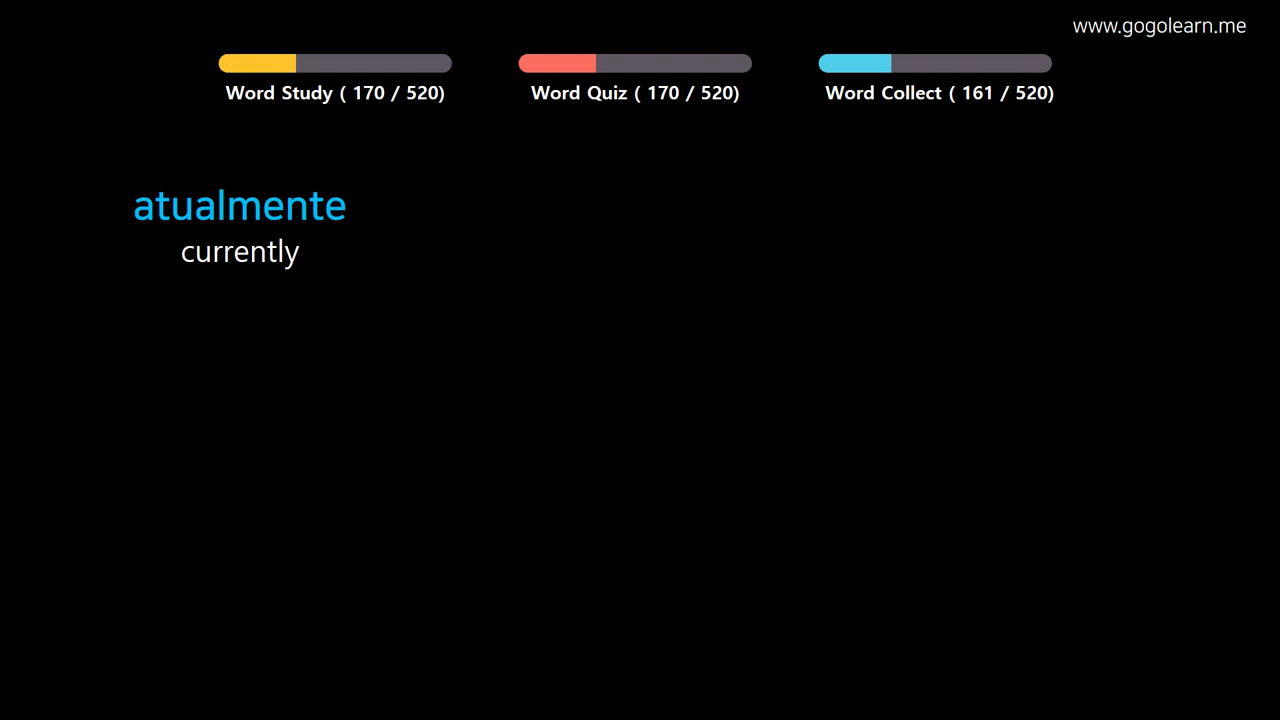 www.gogolearn.me
Word Study ( 170 / 520)
Word Quiz ( 170 / 520)
Word Collect ( 161 / 520)
atualmente
currently